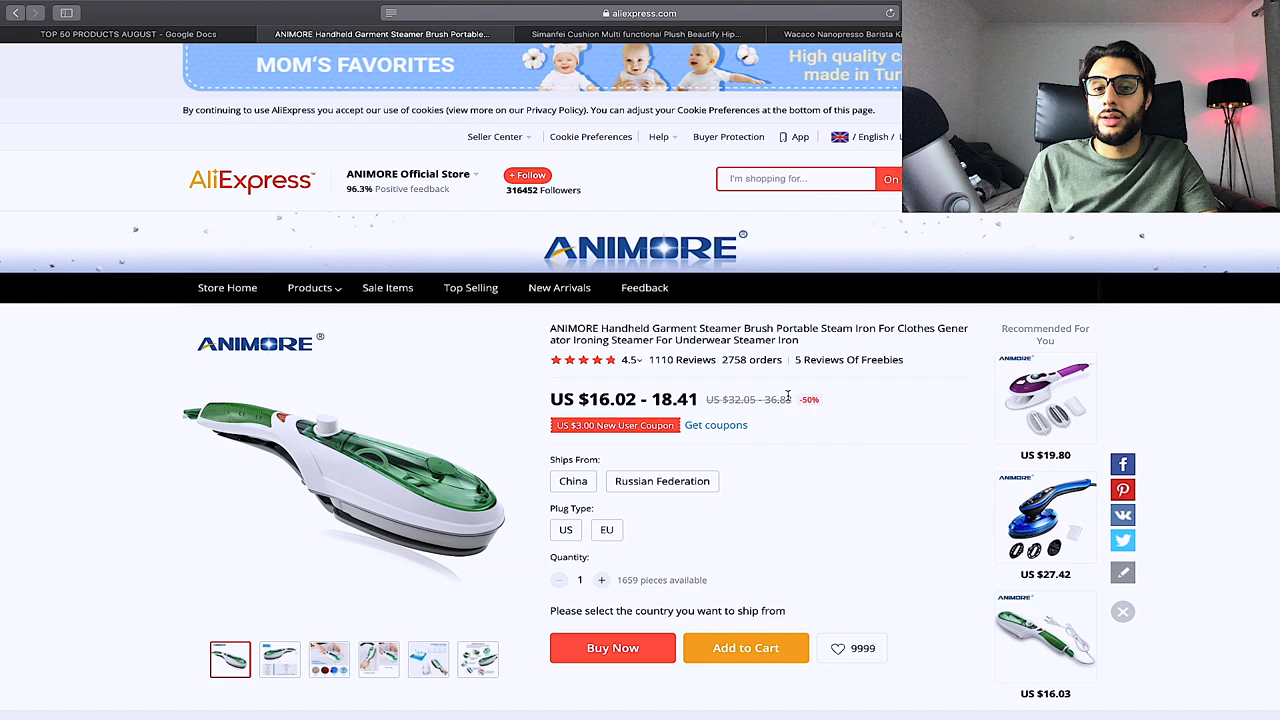 aliexpress.com
TOP 50 PRODUCTS AUGUST - Google Docs
ANIMORE Handheld Garment Steamer Brush Portable...
Simanfei Cushion Multi functional Plush Beautify Hip...
Wacaco Nanopresso Barista Ki
MOM'S FAVORITES
High quality c
made in Tur
By continuing to use AliExpress you accept our use of cookies (view more on our Privacy Policy). You can adjust your Cookie Preferences at the bottom of this page.
Seller Center
Cookie Preferences
Help
Buyer Protection
App
/ English /
AliExpress
ANIMORE Official Store
96.3% Positive feedback
+ Follow
316452 Followers
I'm shopping for...
On
ANIMORE®
Store Home
Products
Sale Items
Top Selling
New Arrivals
Feedback
ANIMORE®
ANIMORE Handheld Garment Steamer Brush Portable Steam Iron For Clothes Gener
ator Ironing Steamer For Underwear Steamer Iron
4.5 1110 Reviews 2758 orders 5 Reviews Of Freebies
US $16.02 - 18.41 US $32.05 - 36.83 -50%
US $3.00 New User Coupon Get coupons
Ships From:
China
Russian Federation
Plug Type:
US
EU
Quantity:
1
1659 pieces available
Please select the country you want to ship from
Buy Now
Add to Cart
9999
Recommended For
You
ANIMORE
US $19.80
ANIMORE
US $27.42
ANIMORE
US $16.03